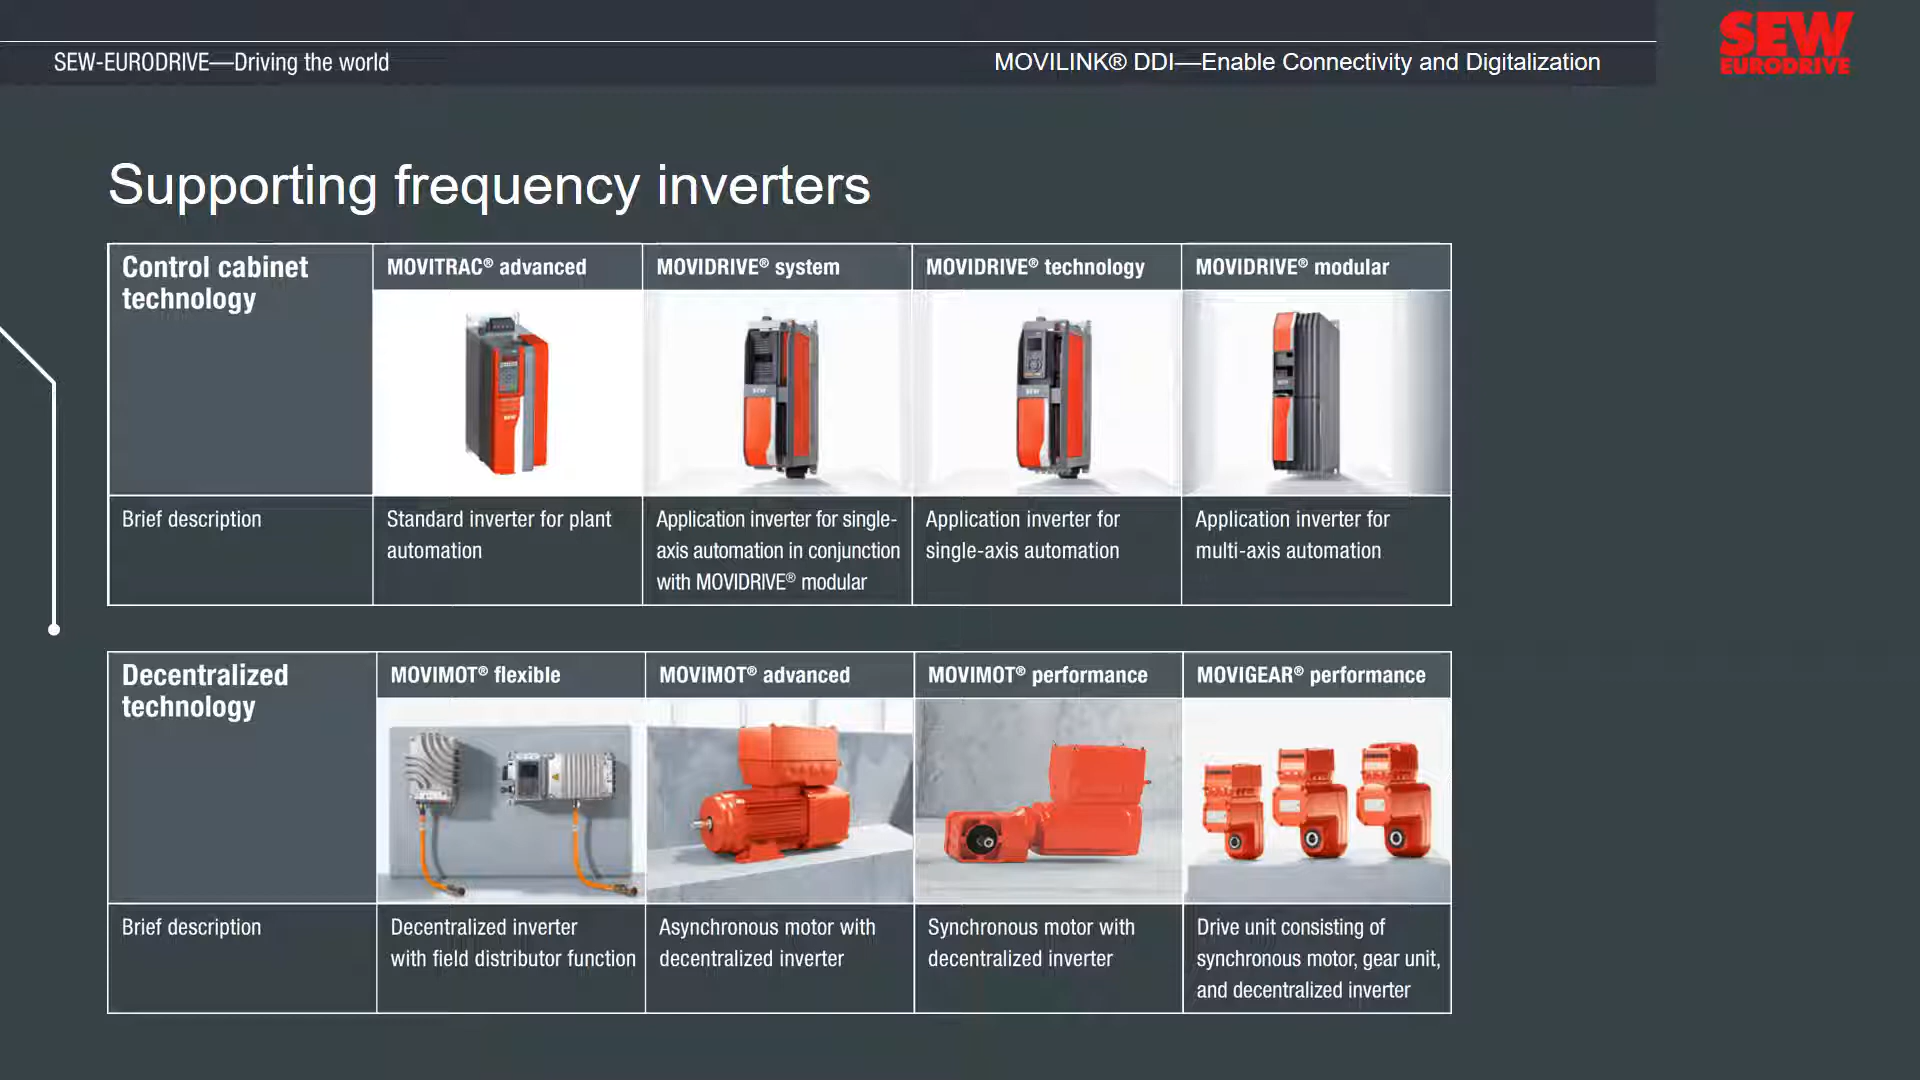 SEW-EURODRIVE—Driving the world
MOVILINK® DDI—Enable Connectivity and Digitalization
SEW
EURODRIVE
Supporting frequency inverters
Control cabinet
technology
MOVITRAC® advanced
MOVIDRIVE® system
MOVIDRIVE® technology
MOVIDRIVE® modular
Brief description
Standard inverter for plant
automation
Application inverter for single-
axis automation in conjunction
with MOVIDRIVE® modular
Application inverter for
single-axis automation
Application inverter for
multi-axis automation
Decentralized
technology
MOVIMOT® flexible
MOVIMOT® advanced
MOVIMOT® performance
MOVIGEAR® performance
Brief description
Decentralized inverter
with field distributor function
Asynchronous motor with
decentralized inverter
Synchronous motor with
decentralized inverter
Drive unit consisting of
synchronous motor, gear unit,
and decentralized inverter